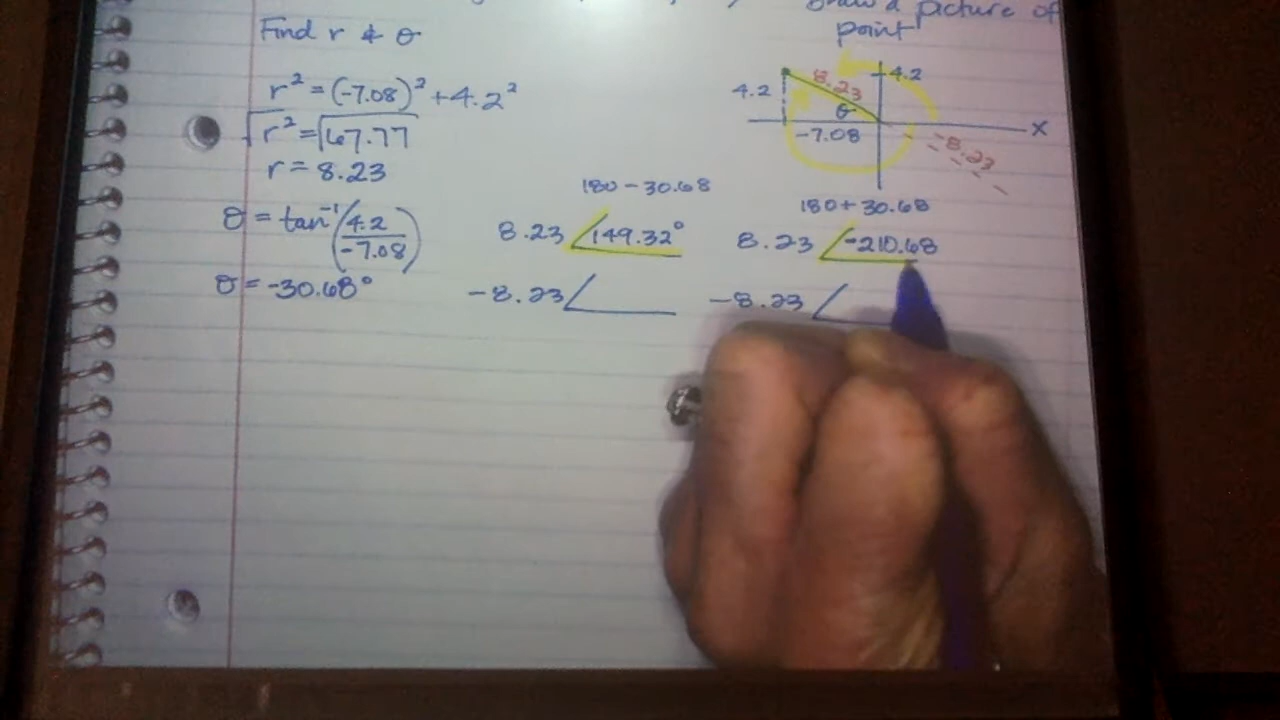 Draw a picture of
point
Find r & θ
r² = (-7.08)² + 4.2²
√r² = √67.77
r = 8.23
θ = tan⁻¹(4.2/-7.08)
θ = -30.68°
4.2
8.23
4.2
θ
-7.08
x
-8.23
180 - 30.68
8.23 ∠149.32°
-8.23 ∠
180 + 30.68
8.23 ∠-210.68
-8.23 ∠